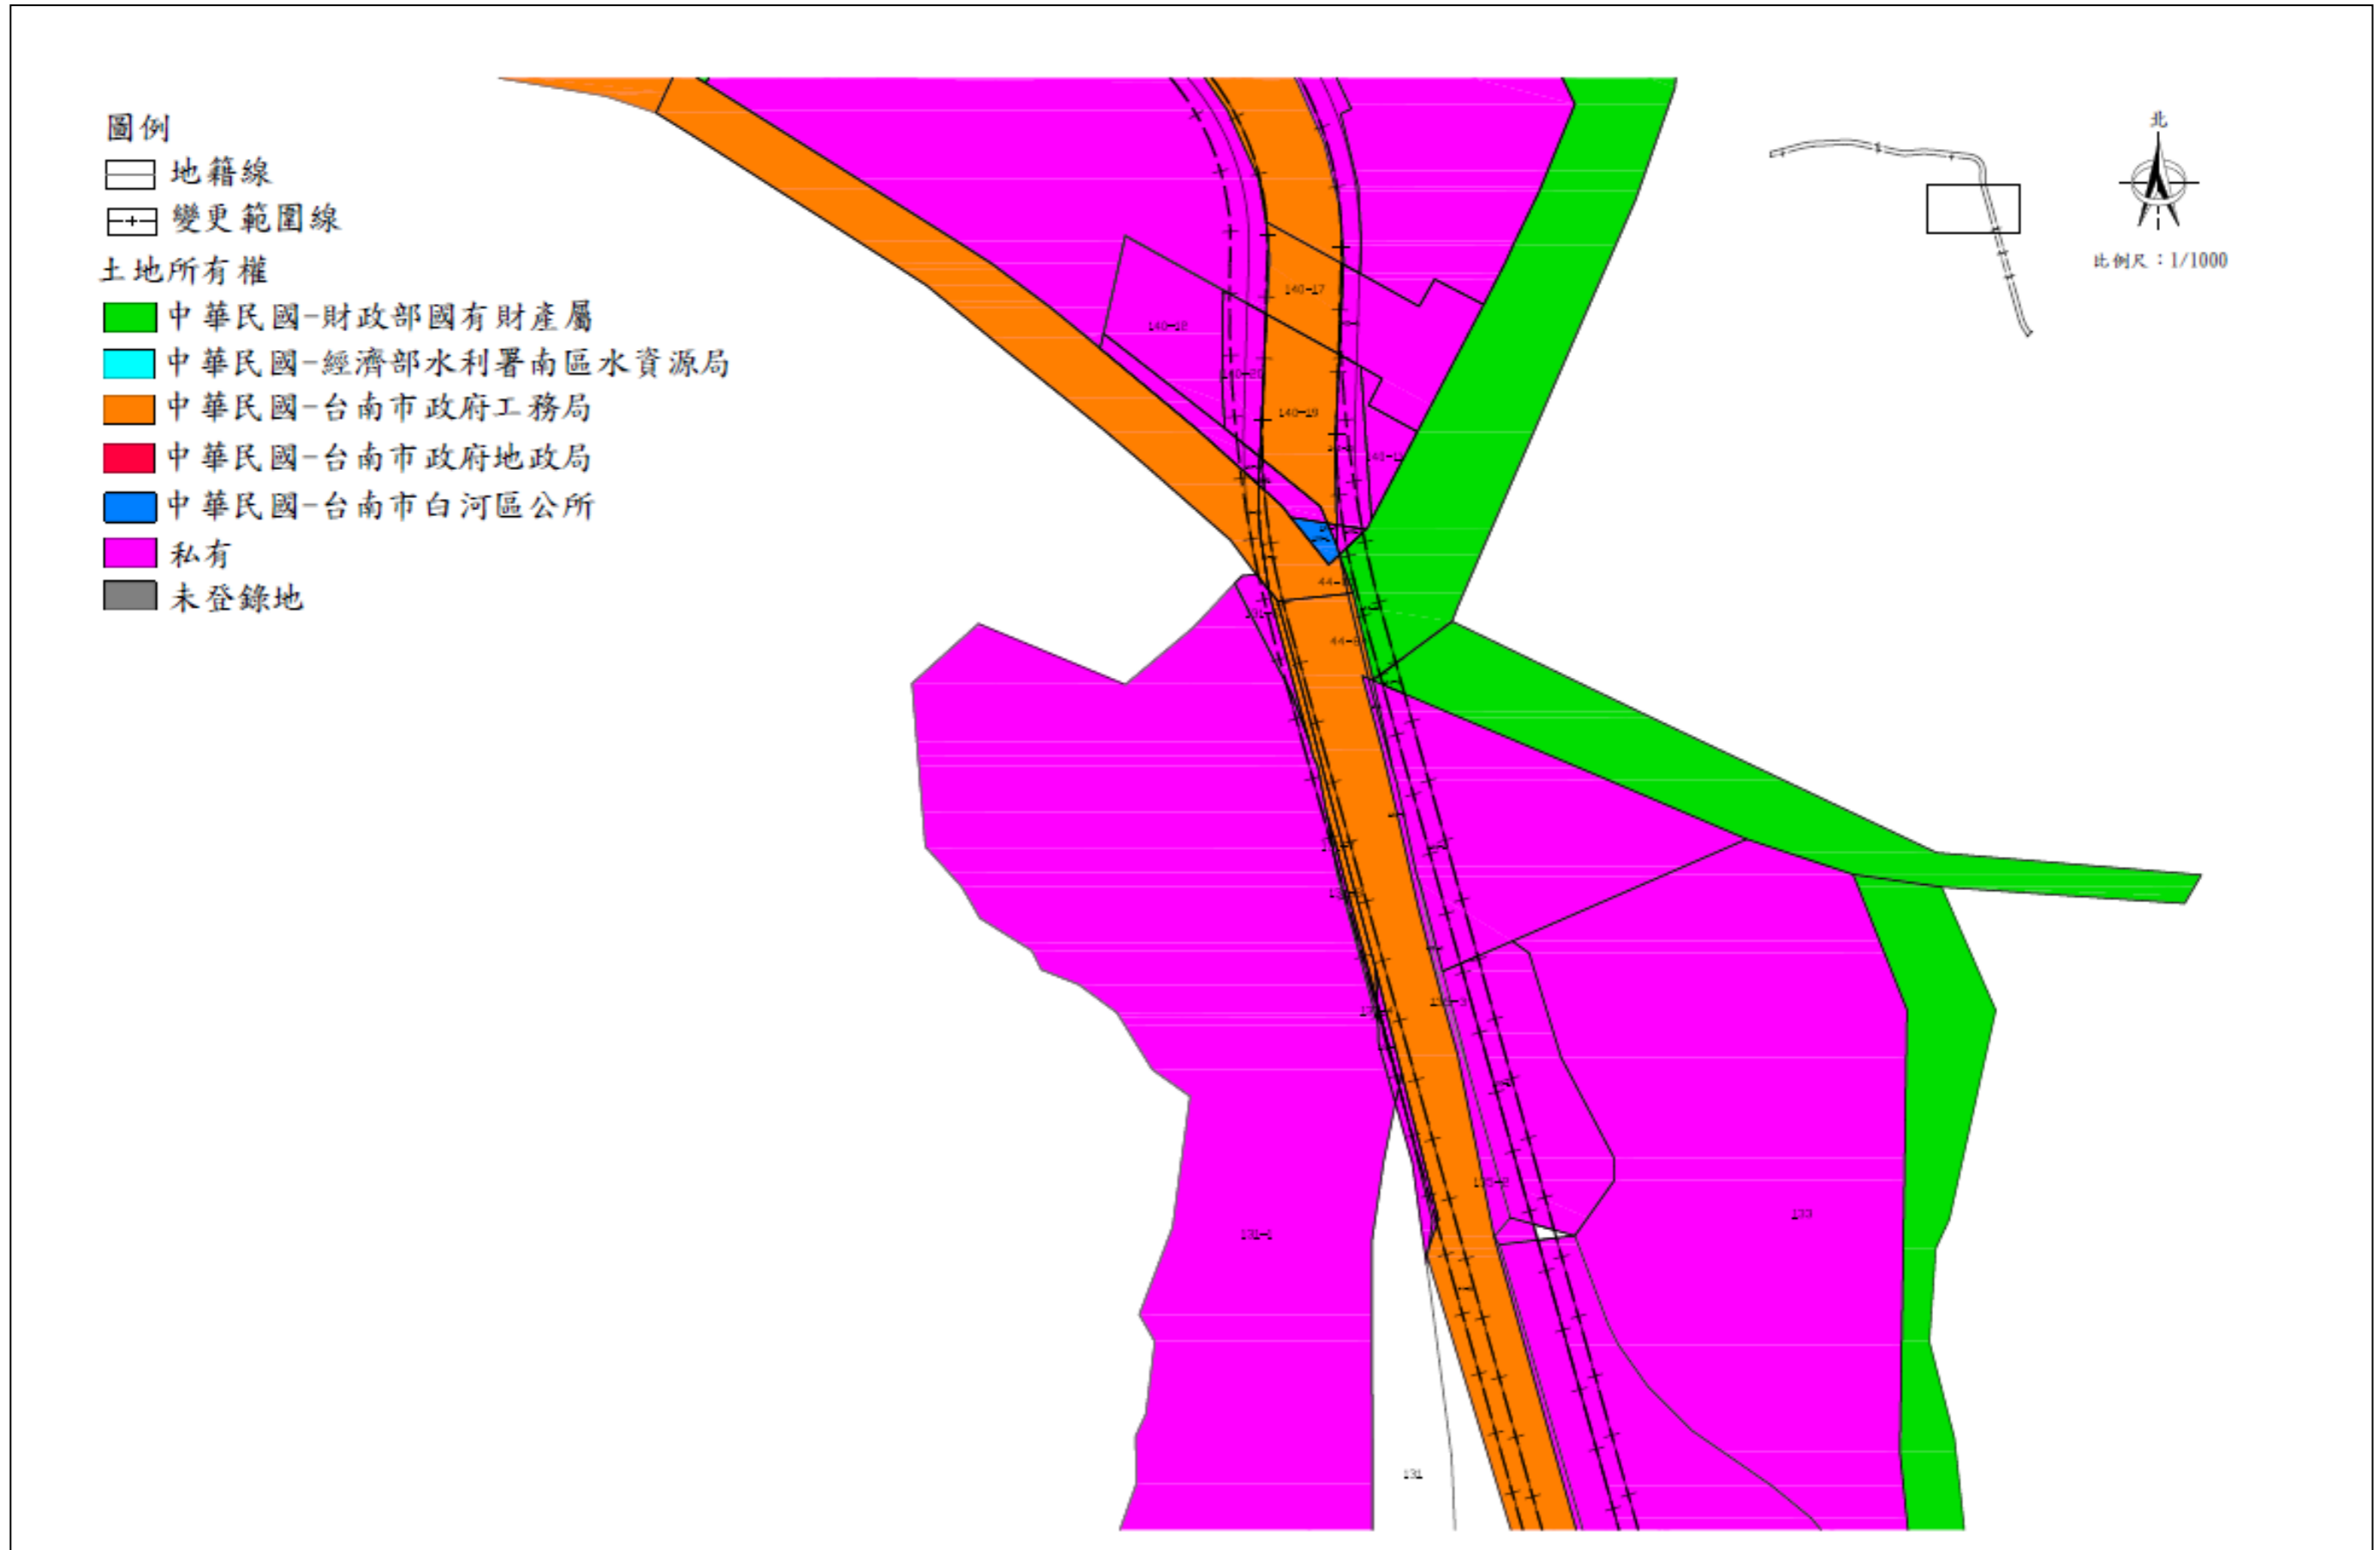 圖例
地籍線
變更範圍線
土地所有權
中華民國-財政部國有財產屬
中華民國-經濟部水利署南區水資源局
中華民國-台南市政府工務局
中華民國-台南市政府地政局
中華民國-台南市白河區公所
私有
未登錄地
北
比例尺：1/1000
140-17
140-18
140-20
140-19
133
131-1
131